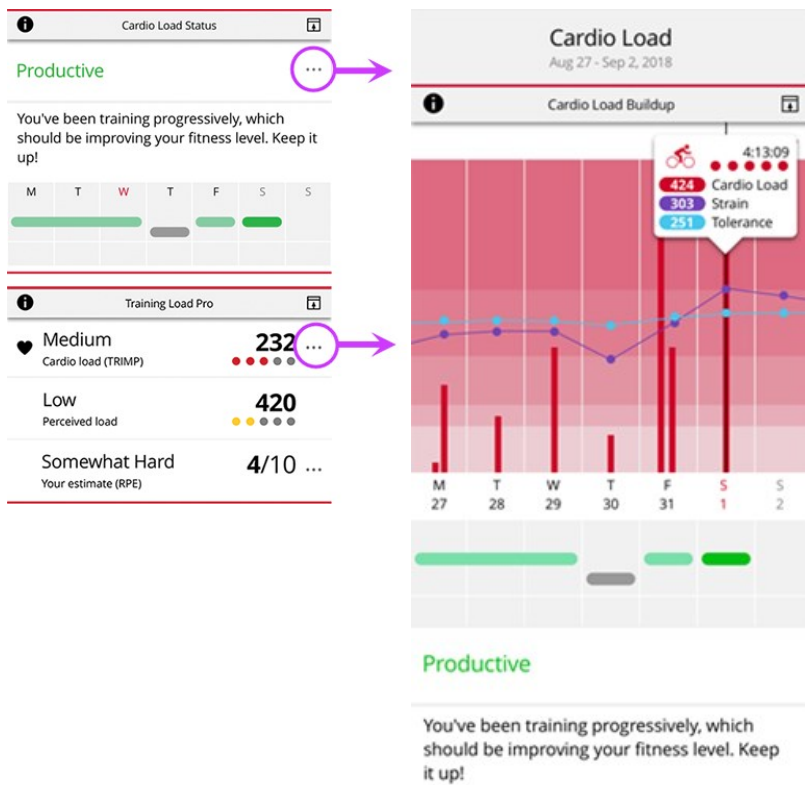 Cardio Load Status
Productive
...
You've been training progressively, which
should be improving your fitness level. Keep it
up!
M T W T F S S
Training Load Pro
Medium 232 ...
Cardio load (TRIMP)
Low 420
Perceived load
Somewhat Hard 4/10 ...
Your estimate (RPE)
Cardio Load
Aug 27 - Sep 2, 2018
Cardio Load Buildup
4:13:09
424 Cardio Load
303 Strain
251 Tolerance
M T W T F S S
27 28 29 30 31 1 2
Productive
You've been training progressively, which
should be improving your fitness level. Keep
it up!